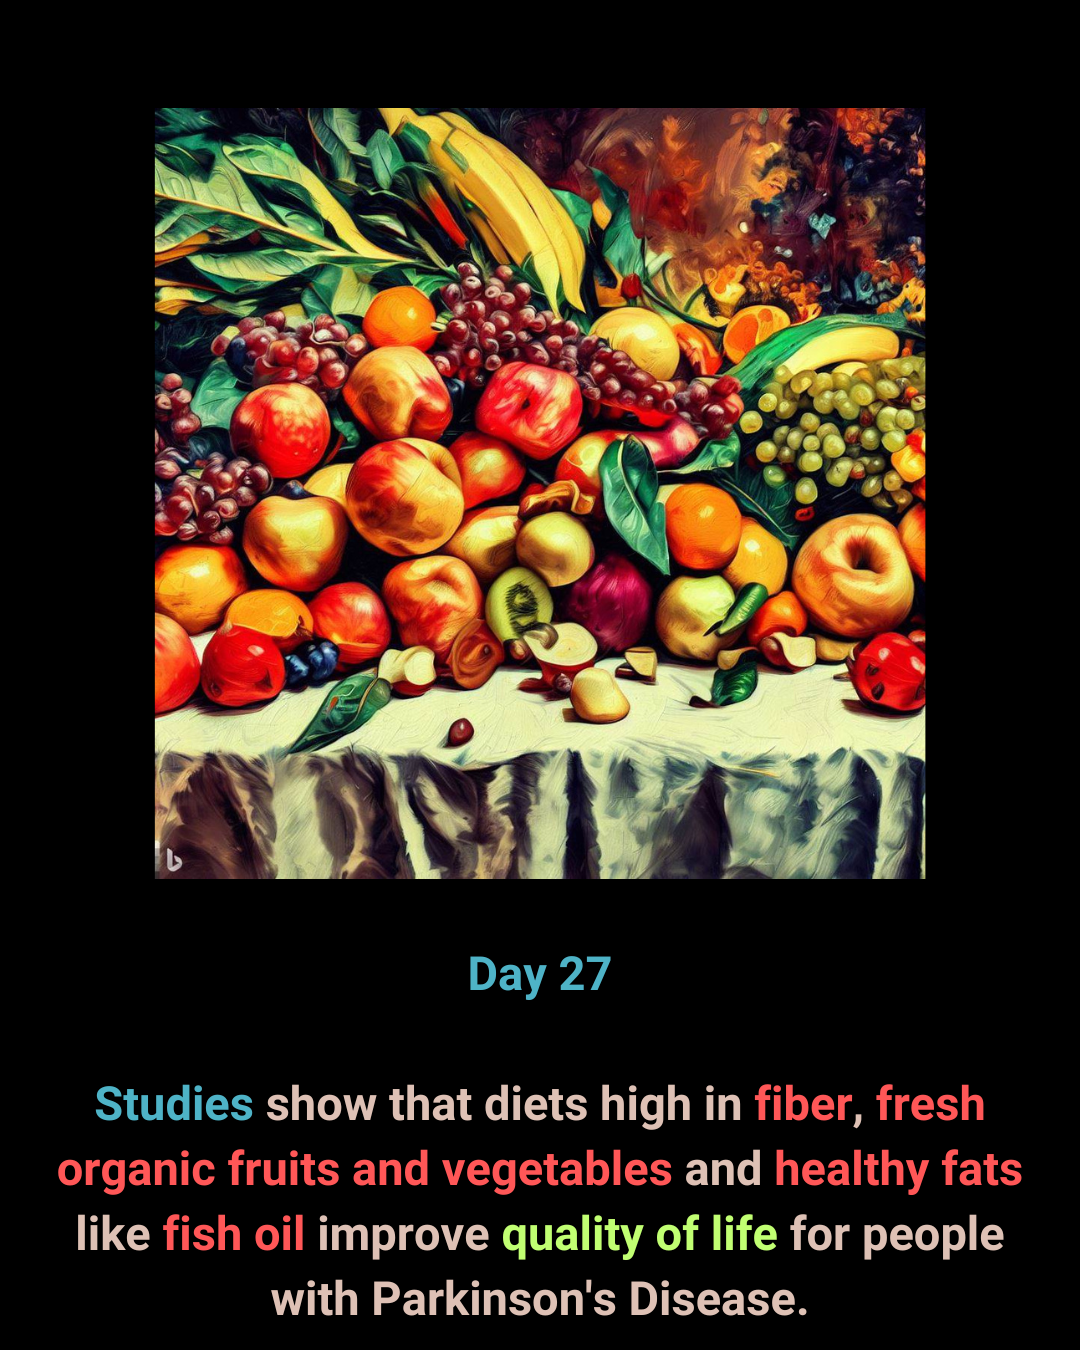 Day 27
Studies show that diets high in fiber, fresh
organic fruits and vegetables and healthy fats
like fish oil improve quality of life for people
with Parkinson's Disease.